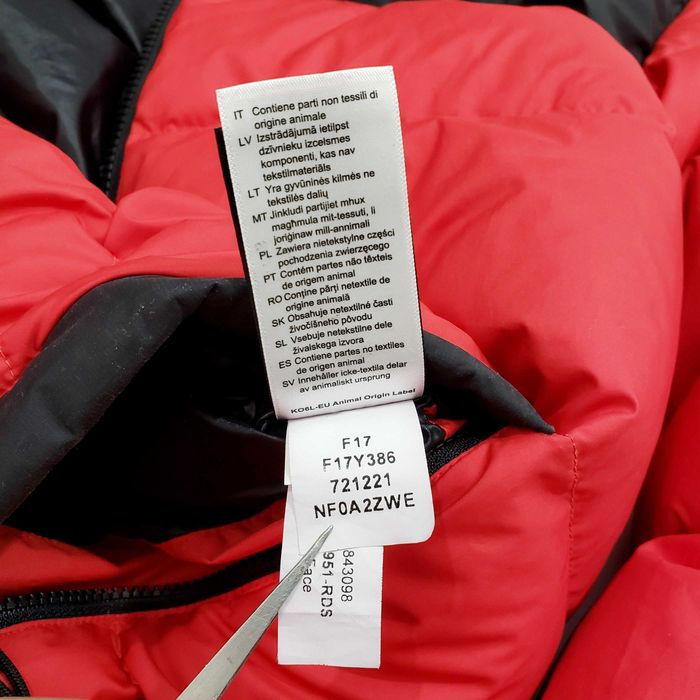 IT Contiene parti non tessili di
origine animale
LV Izstrādājumā ietilpst
dzīvnieku izcelsmes
komponenti, kas nav
tekstilmateriāls
LT Yra gyvūninės kilmės ne
tekstilės dalių
MT Jinkludi partijiet mhux
magħmula mit-tessuti, li
joriġinaw mill-annimali
PL Zawiera nietekstylne części
pochodzenia zwierzęcego
PT Contém partes não têxteis
de origem animal
RO Conține părți netextile de
origine animală
SK Obsahuje netextilné časti
živočíšneho pôvodu
SL Vsebuje netekstilne dele
živalskega izvora
ES Contiene partes no textiles
de origen animal
SV Innehåller icke-textila delar
av animaliskt ursprung
KO6L-EU Animal Origin Label
F17
F17Y386
721221
NF0A2ZWE
843098
951-RDS
Face